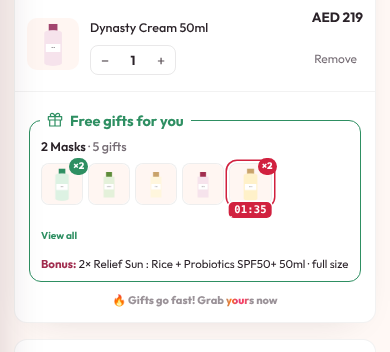 AED 219
Dynasty Cream 50ml
− 1 +
Remove
Free gifts for you
2 Masks · 5 gifts
×2
×2
01:35
View all
Bonus: 2× Relief Sun : Rice + Probiotics SPF50+ 50ml · full size
🔥 Gifts go fast! Grab yours now